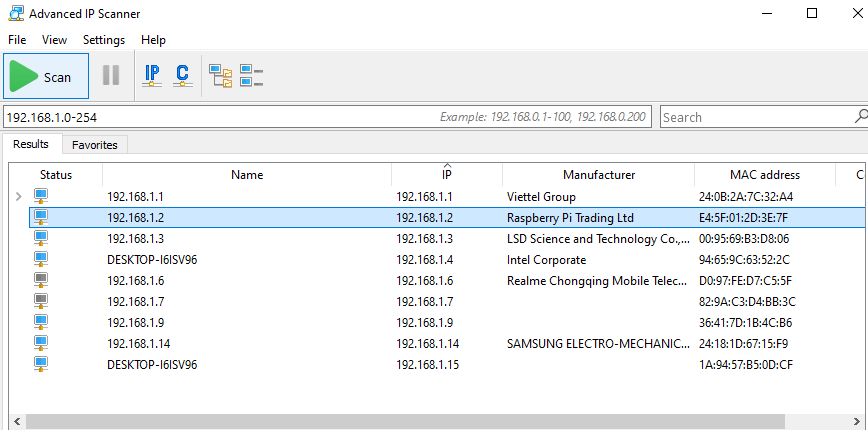 Advanced IP Scanner
File View Settings Help
Scan IP C
192.168.1.0-254 Example: 192.168.0.1-100, 192.168.0.200 Search
Results Favorites
Status Name IP Manufacturer MAC address C
192.168.1.1 192.168.1.1 Viettel Group 24:0B:2A:7C:32:A4
192.168.1.2 192.168.1.2 Raspberry Pi Trading Ltd E4:5F:01:2D:3E:7F
192.168.1.3 192.168.1.3 LSD Science and Technology Co.,... 00:95:69:B3:D8:06
DESKTOP-I6ISV96 192.168.1.4 Intel Corporate 94:65:9C:63:52:2C
192.168.1.6 192.168.1.6 Realme Chongqing Mobile Telec... D0:97:FE:D7:C5:5F
192.168.1.7 192.168.1.7 82:9A:C3:D4:BB:3C
192.168.1.9 192.168.1.9 36:41:7D:1B:4C:B6
192.168.1.14 192.168.1.14 SAMSUNG ELECTRO-MECHANIC... 24:18:1D:67:15:F9
DESKTOP-I6ISV96 192.168.1.15 1A:94:57:B5:0D:CF